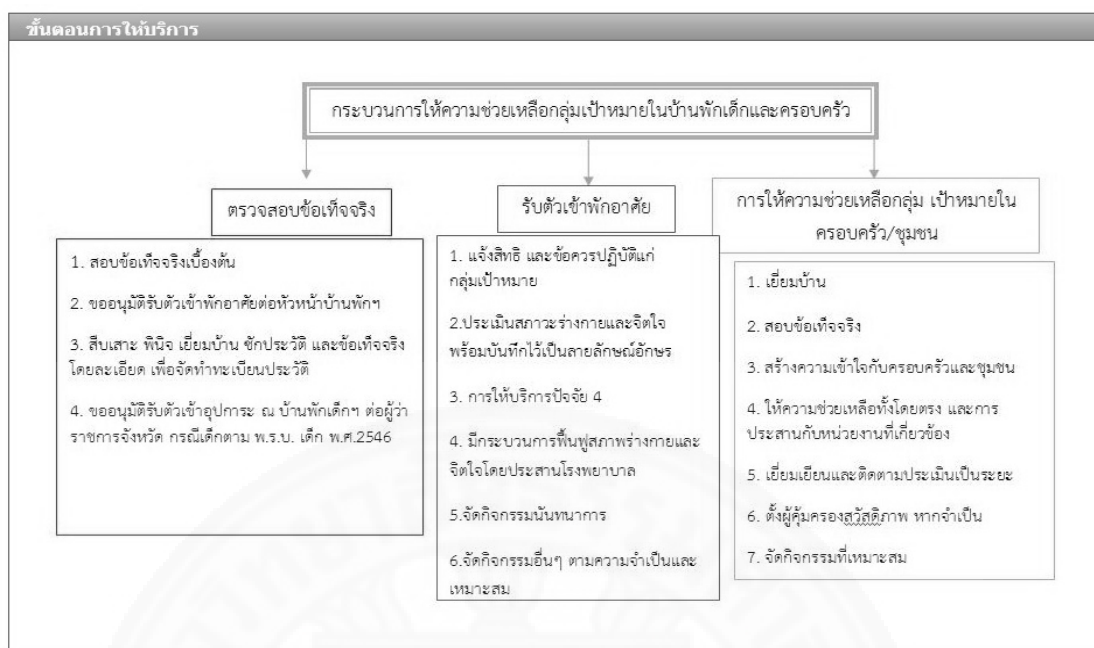 ขั้นตอนการให้บริการ
กระบวนการให้ความช่วยเหลือกลุ่มเป้าหมายในบ้านพักเด็กและครอบครัว
ตรวจสอบข้อเท็จจริง
1. สอบข้อเท็จจริงเบื้องต้น
2. ขออนุมัติรับตัวเข้าพักอาศัยต่อหัวหน้าบ้านพักฯ
3. สืบเสาะ พินิจ เยี่ยมบ้าน ซักประวัติ และข้อเท็จจริง
โดยละเอียด เพื่อจัดทำทะเบียนประวัติ
4. ขออนุมัติรับตัวเข้าอุปการะ ณ บ้านพักเด็กฯ ต่อผู้ว่า
ราชการจังหวัด กรณีเด็กตาม พ.ร.บ. เด็ก พ.ศ.2546
รับตัวเข้าพักอาศัย
1. แจ้งสิทธิ และข้อควรปฏิบัติแก่
กลุ่มเป้าหมาย
2.ประเมินสภาวะร่างกายและจิตใจ
พร้อมบันทึกไว้เป็นลายลักษณ์อักษร
3. การให้บริการปัจจัย 4
4. มีกระบวนการฟื้นฟูสภาพร่างกายและ
จิตใจโดยประสานโรงพยาบาล
5.จัดกิจกรรมนันทนาการ
6.จัดกิจกรรมอื่นๆ ตามความจำเป็นและ
เหมาะสม
การให้ความช่วยเหลือกลุ่ม เป้าหมายใน
ครอบครัว/ชุมชน
1. เยี่ยมบ้าน
2. สอบข้อเท็จจริง
3. สร้างความเข้าใจกับครอบครัวและชุมชน
4. ให้ความช่วยเหลือทั้งโดยตรง และการ
ประสานกับหน่วยงานที่เกี่ยวข้อง
5. เยี่ยมเยียนและติดตามประเมินเป็นระยะ
6. ตั้งผู้คุ้มครองสวัสดิภาพ หากจำเป็น
7. จัดกิจกรรมที่เหมาะสม